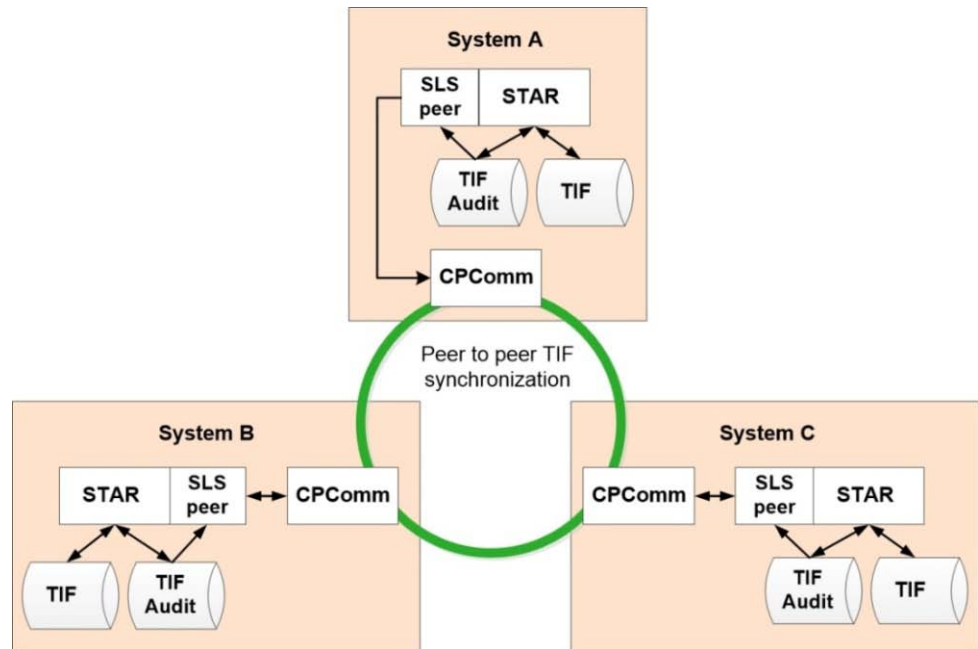 System A
SLS
peer
STAR
TIF
Audit
TIF
CPComm
Peer to peer TIF
synchronization
System B
STAR
SLS
peer
CPComm
TIF
TIF
Audit
System C
CPComm
SLS
peer
STAR
TIF
Audit
TIF